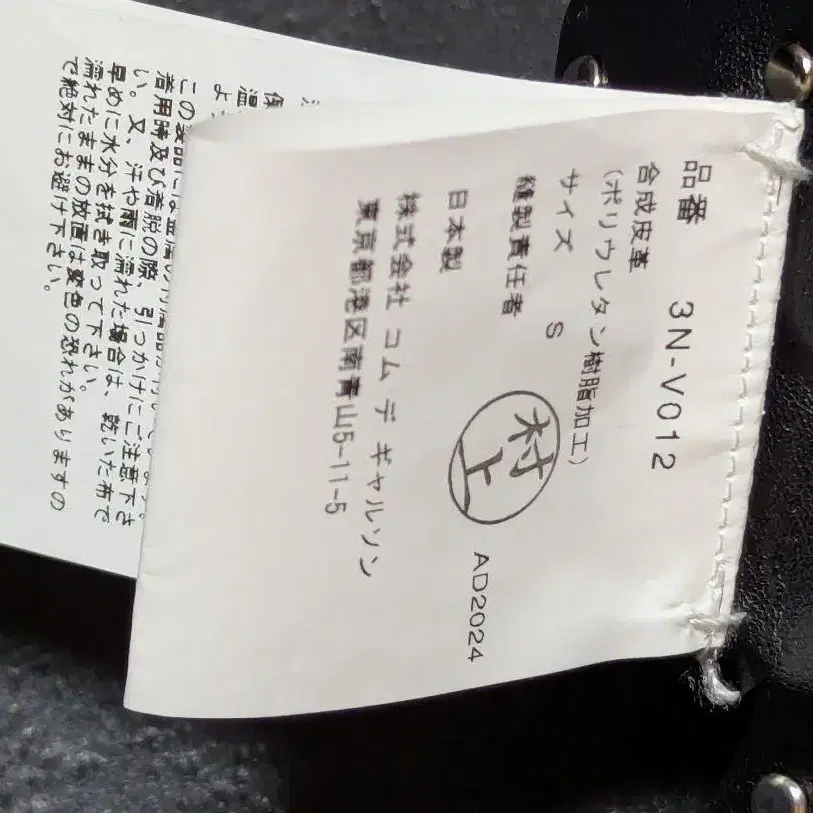 品番 3N-V012
合成皮革
(ポリウレタン樹脂加工)
サイズ S
縫製責任者 村上
日本製 AD2024
株式会社 コム デ ギャルソン
東京都港区南青山5-11-5
着用時及び着脱の際、引っかけにご注意下さ
い。又、汗や雨に濡れた場合は、乾いた布で
早めに水分を拭き取って下さい。
濡れたままの放置は変色の恐れがありますの
で絶対にお避け下さい。